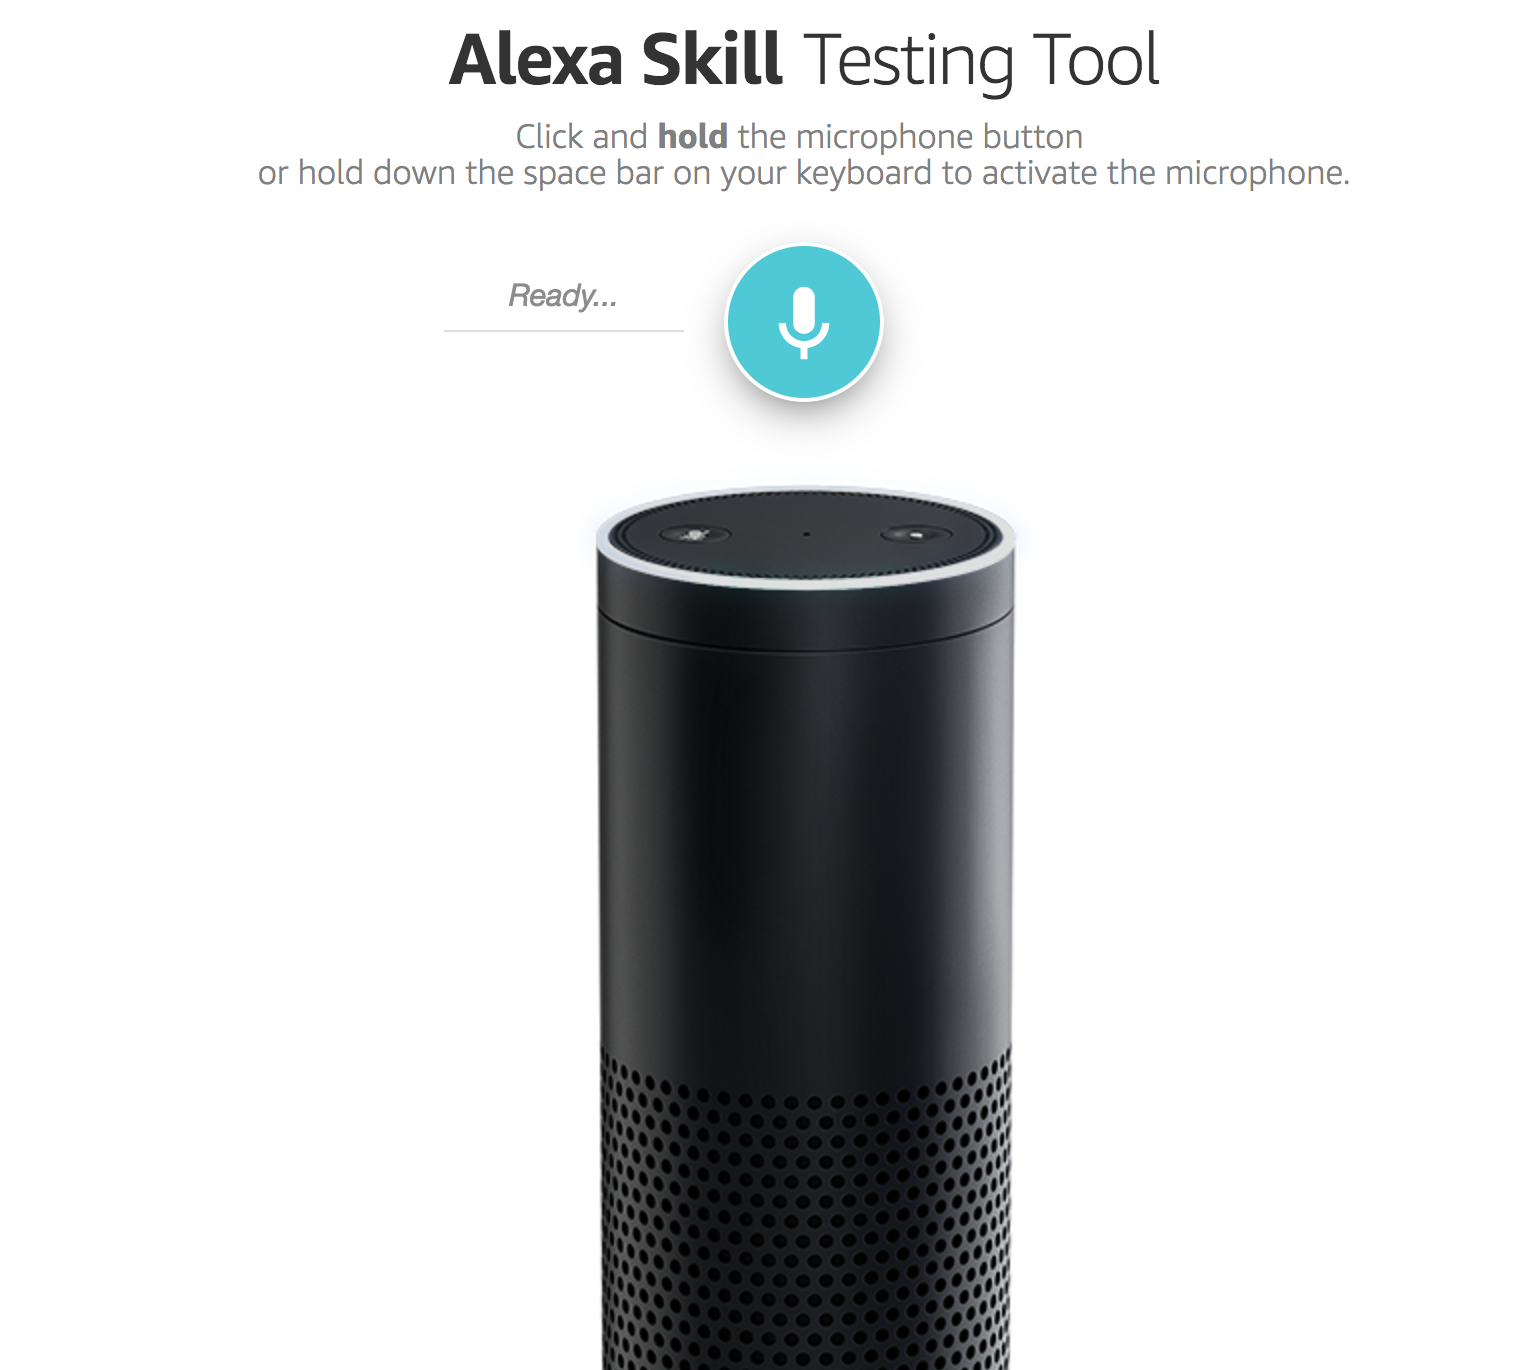 Alexa Skill Testing Tool
Click and hold the microphone button
or hold down the space bar on your keyboard to activate the microphone.
Ready...